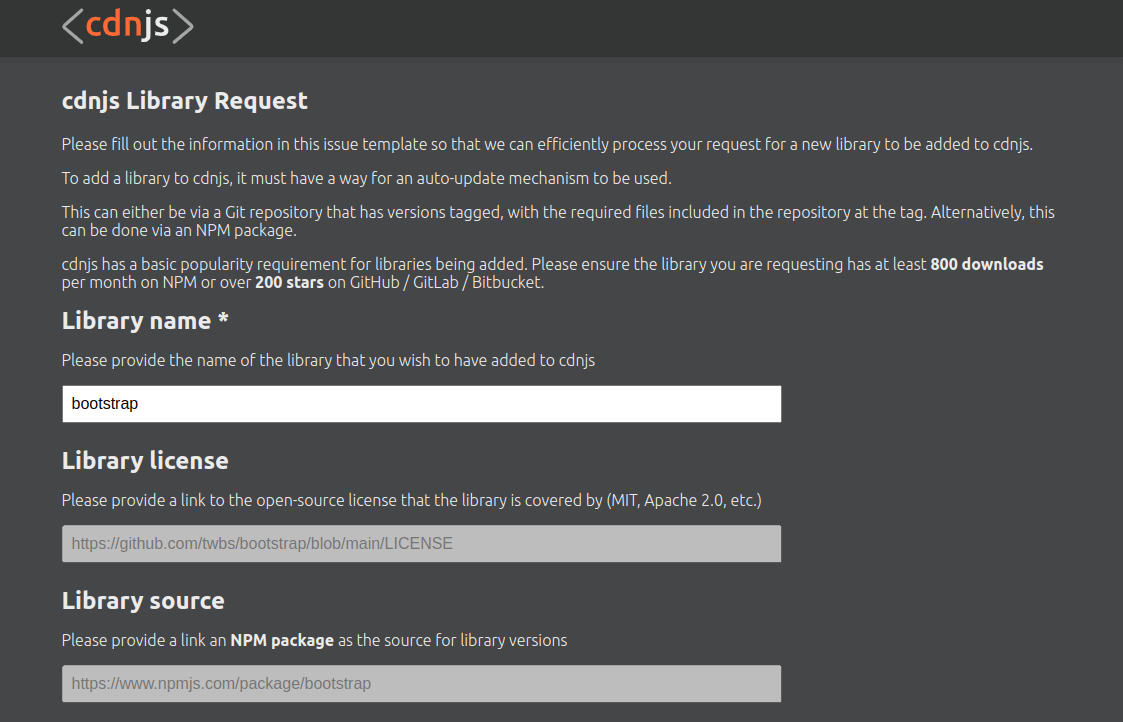 <cdnjs>
cdnjs Library Request
Please fill out the information in this issue template so that we can efficiently process your request for a new library to be added to cdnjs.
To add a library to cdnjs, it must have a way for an auto-update mechanism to be used.
This can either be via a Git repository that has versions tagged, with the required files included in the repository at the tag. Alternatively, this
can be done via an NPM package.
cdnjs has a basic popularity requirement for libraries being added. Please ensure the library you are requesting has at least 800 downloads
per month on NPM or over 200 stars on GitHub / GitLab / Bitbucket.
Library name *
Please provide the name of the library that you wish to have added to cdnjs
bootstrap
Library license
Please provide a link to the open-source license that the library is covered by (MIT, Apache 2.0, etc.)
https://github.com/twbs/bootstrap/blob/main/LICENSE
Library source
Please provide a link an NPM package as the source for library versions
https://www.npmjs.com/package/bootstrap